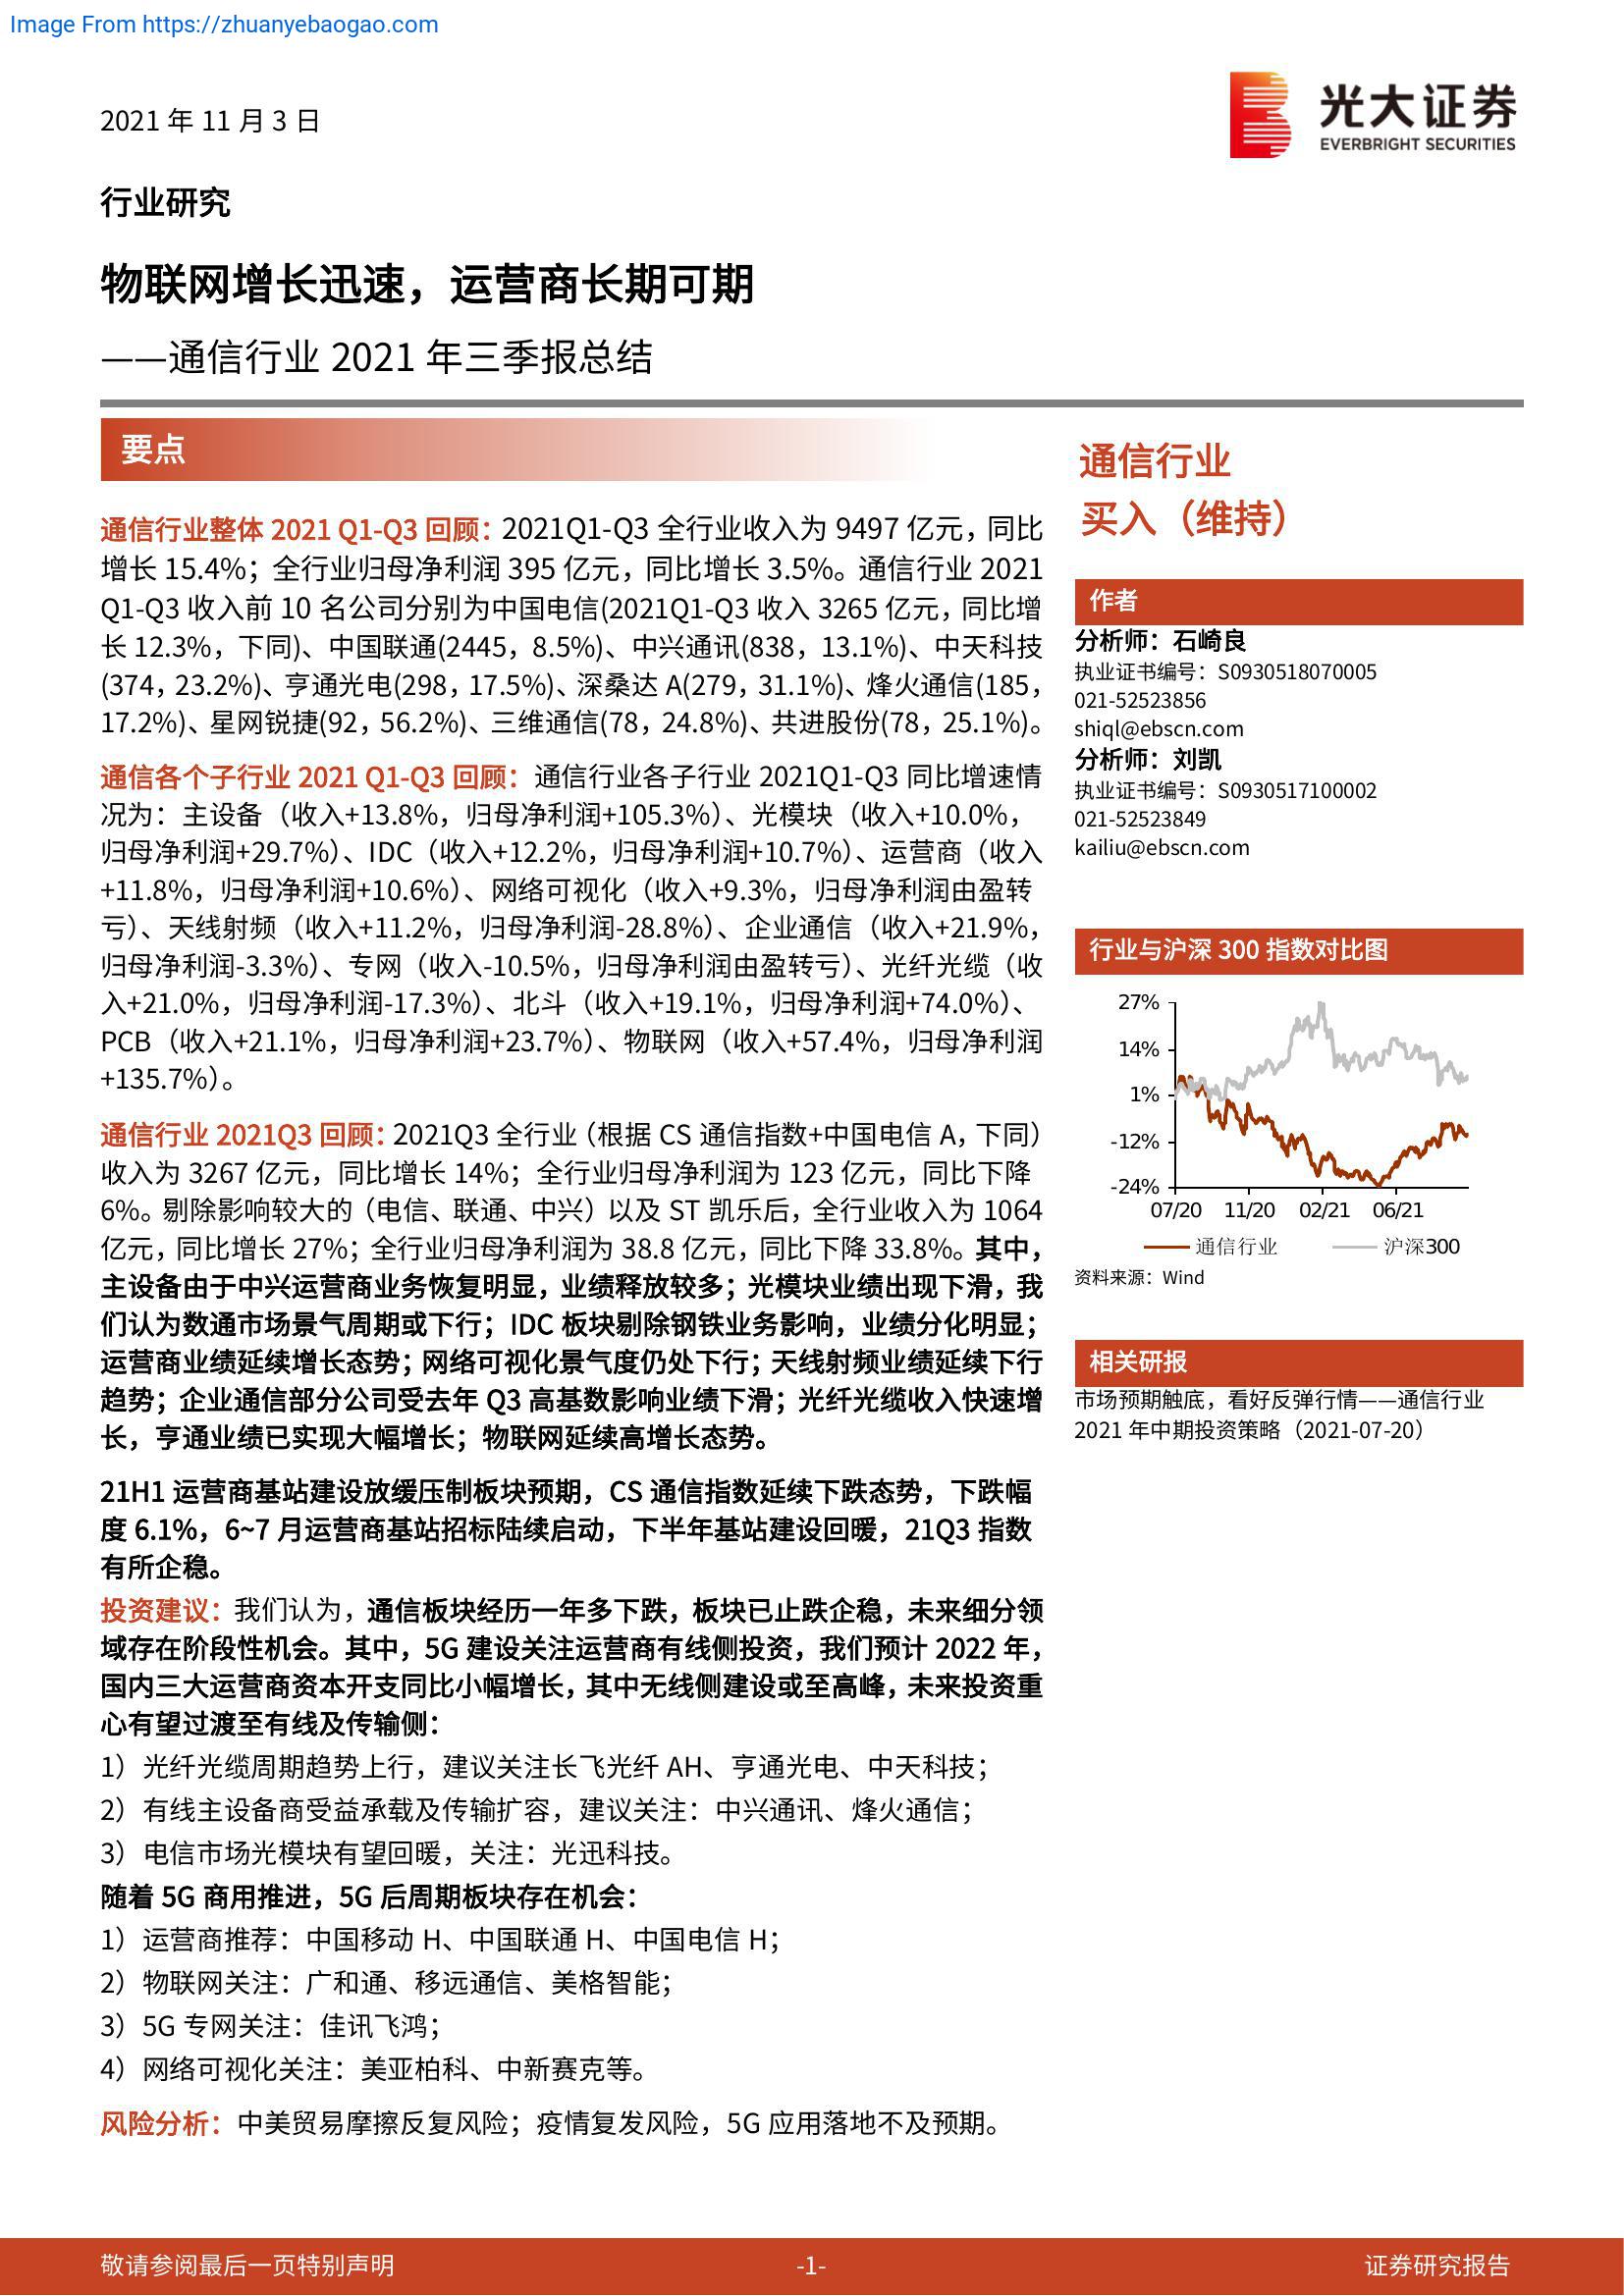 Image From https://zhuanyebaogao.com
2021 年 11 月 3 日
光大证券
EVERBRIGHT SECURITIES
行业研究
物联网增长迅速，运营商长期可期
——通信行业 2021 年三季报总结
要点
通信行业整体 2021 Q1-Q3 回顾：2021Q1-Q3 全行业收入为 9497 亿元，同比
增长 15.4%；全行业归母净利润 395 亿元，同比增长 3.5%。通信行业 2021
Q1-Q3 收入前 10 名公司分别为中国电信(2021Q1-Q3 收入 3265 亿元，同比增
长 12.3%，下同)、中国联通(2445，8.5%)、中兴通讯(838，13.1%)、中天科技
(374，23.2%)、亨通光电(298，17.5%)、深桑达 A(279，31.1%)、烽火通信(185，
17.2%)、星网锐捷(92，56.2%)、三维通信(78，24.8%)、共进股份(78，25.1%)。
通信各个子行业 2021 Q1-Q3 回顾：通信行业各子行业 2021Q1-Q3 同比增速情
况为：主设备（收入+13.8%，归母净利润+105.3%）、光模块（收入+10.0%，
归母净利润+29.7%）、IDC（收入+12.2%，归母净利润+10.7%）、运营商（收入
+11.8%，归母净利润+10.6%）、网络可视化（收入+9.3%，归母净利润由盈转
亏）、天线射频（收入+11.2%，归母净利润-28.8%）、企业通信（收入+21.9%，
归母净利润-3.3%）、专网（收入-10.5%，归母净利润由盈转亏）、光纤光缆（收
入+21.0%，归母净利润-17.3%）、北斗（收入+19.1%，归母净利润+74.0%）、
PCB（收入+21.1%，归母净利润+23.7%）、物联网（收入+57.4%，归母净利润
+135.7%）。
通信行业 2021Q3 回顾：2021Q3 全行业（根据 CS 通信指数+中国电信 A，下同）
收入为 3267 亿元，同比增长 14%；全行业归母净利润为 123 亿元，同比下降
6%。剔除影响较大的（电信、联通、中兴）以及 ST 凯乐后，全行业收入为 1064
亿元，同比增长 27%；全行业归母净利润为 38.8 亿元，同比下降 33.8%。其中，
主设备由于中兴运营商业务恢复明显，业绩释放较多；光模块业绩出现下滑，我
们认为数通市场景气周期或下行；IDC 板块剔除钢铁业务影响，业绩分化明显；
运营商业绩延续增长态势；网络可视化景气度仍处下行；天线射频业绩延续下行
趋势；企业通信部分公司受去年 Q3 高基数影响业绩下滑；光纤光缆收入快速增
长，亨通业绩已实现大幅增长；物联网延续高增长态势。
21H1 运营商基站建设放缓压制板块预期，CS 通信指数延续下跌态势，下跌幅
度 6.1%，6~7 月运营商基站招标陆续启动，下半年基站建设回暖，21Q3 指数
有所企稳。
投资建议：我们认为，通信板块经历一年多下跌，板块已止跌企稳，未来细分领
域存在阶段性机会。其中，5G 建设关注运营商有线侧投资，我们预计 2022 年，
国内三大运营商资本开支同比小幅增长，其中无线侧建设或至高峰，未来投资重
心有望过渡至有线及传输侧：
1）光纤光缆周期趋势上行，建议关注长飞光纤 AH、亨通光电、中天科技；
2）有线主设备商受益承载及传输扩容，建议关注：中兴通讯、烽火通信；
3）电信市场光模块有望回暖，关注：光迅科技。
随着 5G 商用推进，5G 后周期板块存在机会：
1）运营商推荐：中国移动 H、中国联通 H、中国电信 H；
2）物联网关注：广和通、移远通信、美格智能；
3）5G 专网关注：佳讯飞鸿；
4）网络可视化关注：美亚柏科、中新赛克等。
风险分析：中美贸易摩擦反复风险；疫情复发风险，5G 应用落地不及预期。
通信行业
买入（维持）
作者
分析师：石崎良
执业证书编号：S0930518070005
021-52523856
shiql@ebscn.com
分析师：刘凯
执业证书编号：S0930517100002
021-52523849
kailiu@ebscn.com
行业与沪深 300 指数对比图
27%
14%
1%
-12%
-24%
07/20 11/20 02/21 06/21
通信行业 沪深300
资料来源：Wind
相关研报
市场预期触底，看好反弹行情——通信行业
2021 年中期投资策略（2021-07-20）
敬请参阅最后一页特别声明 -1- 证券研究报告